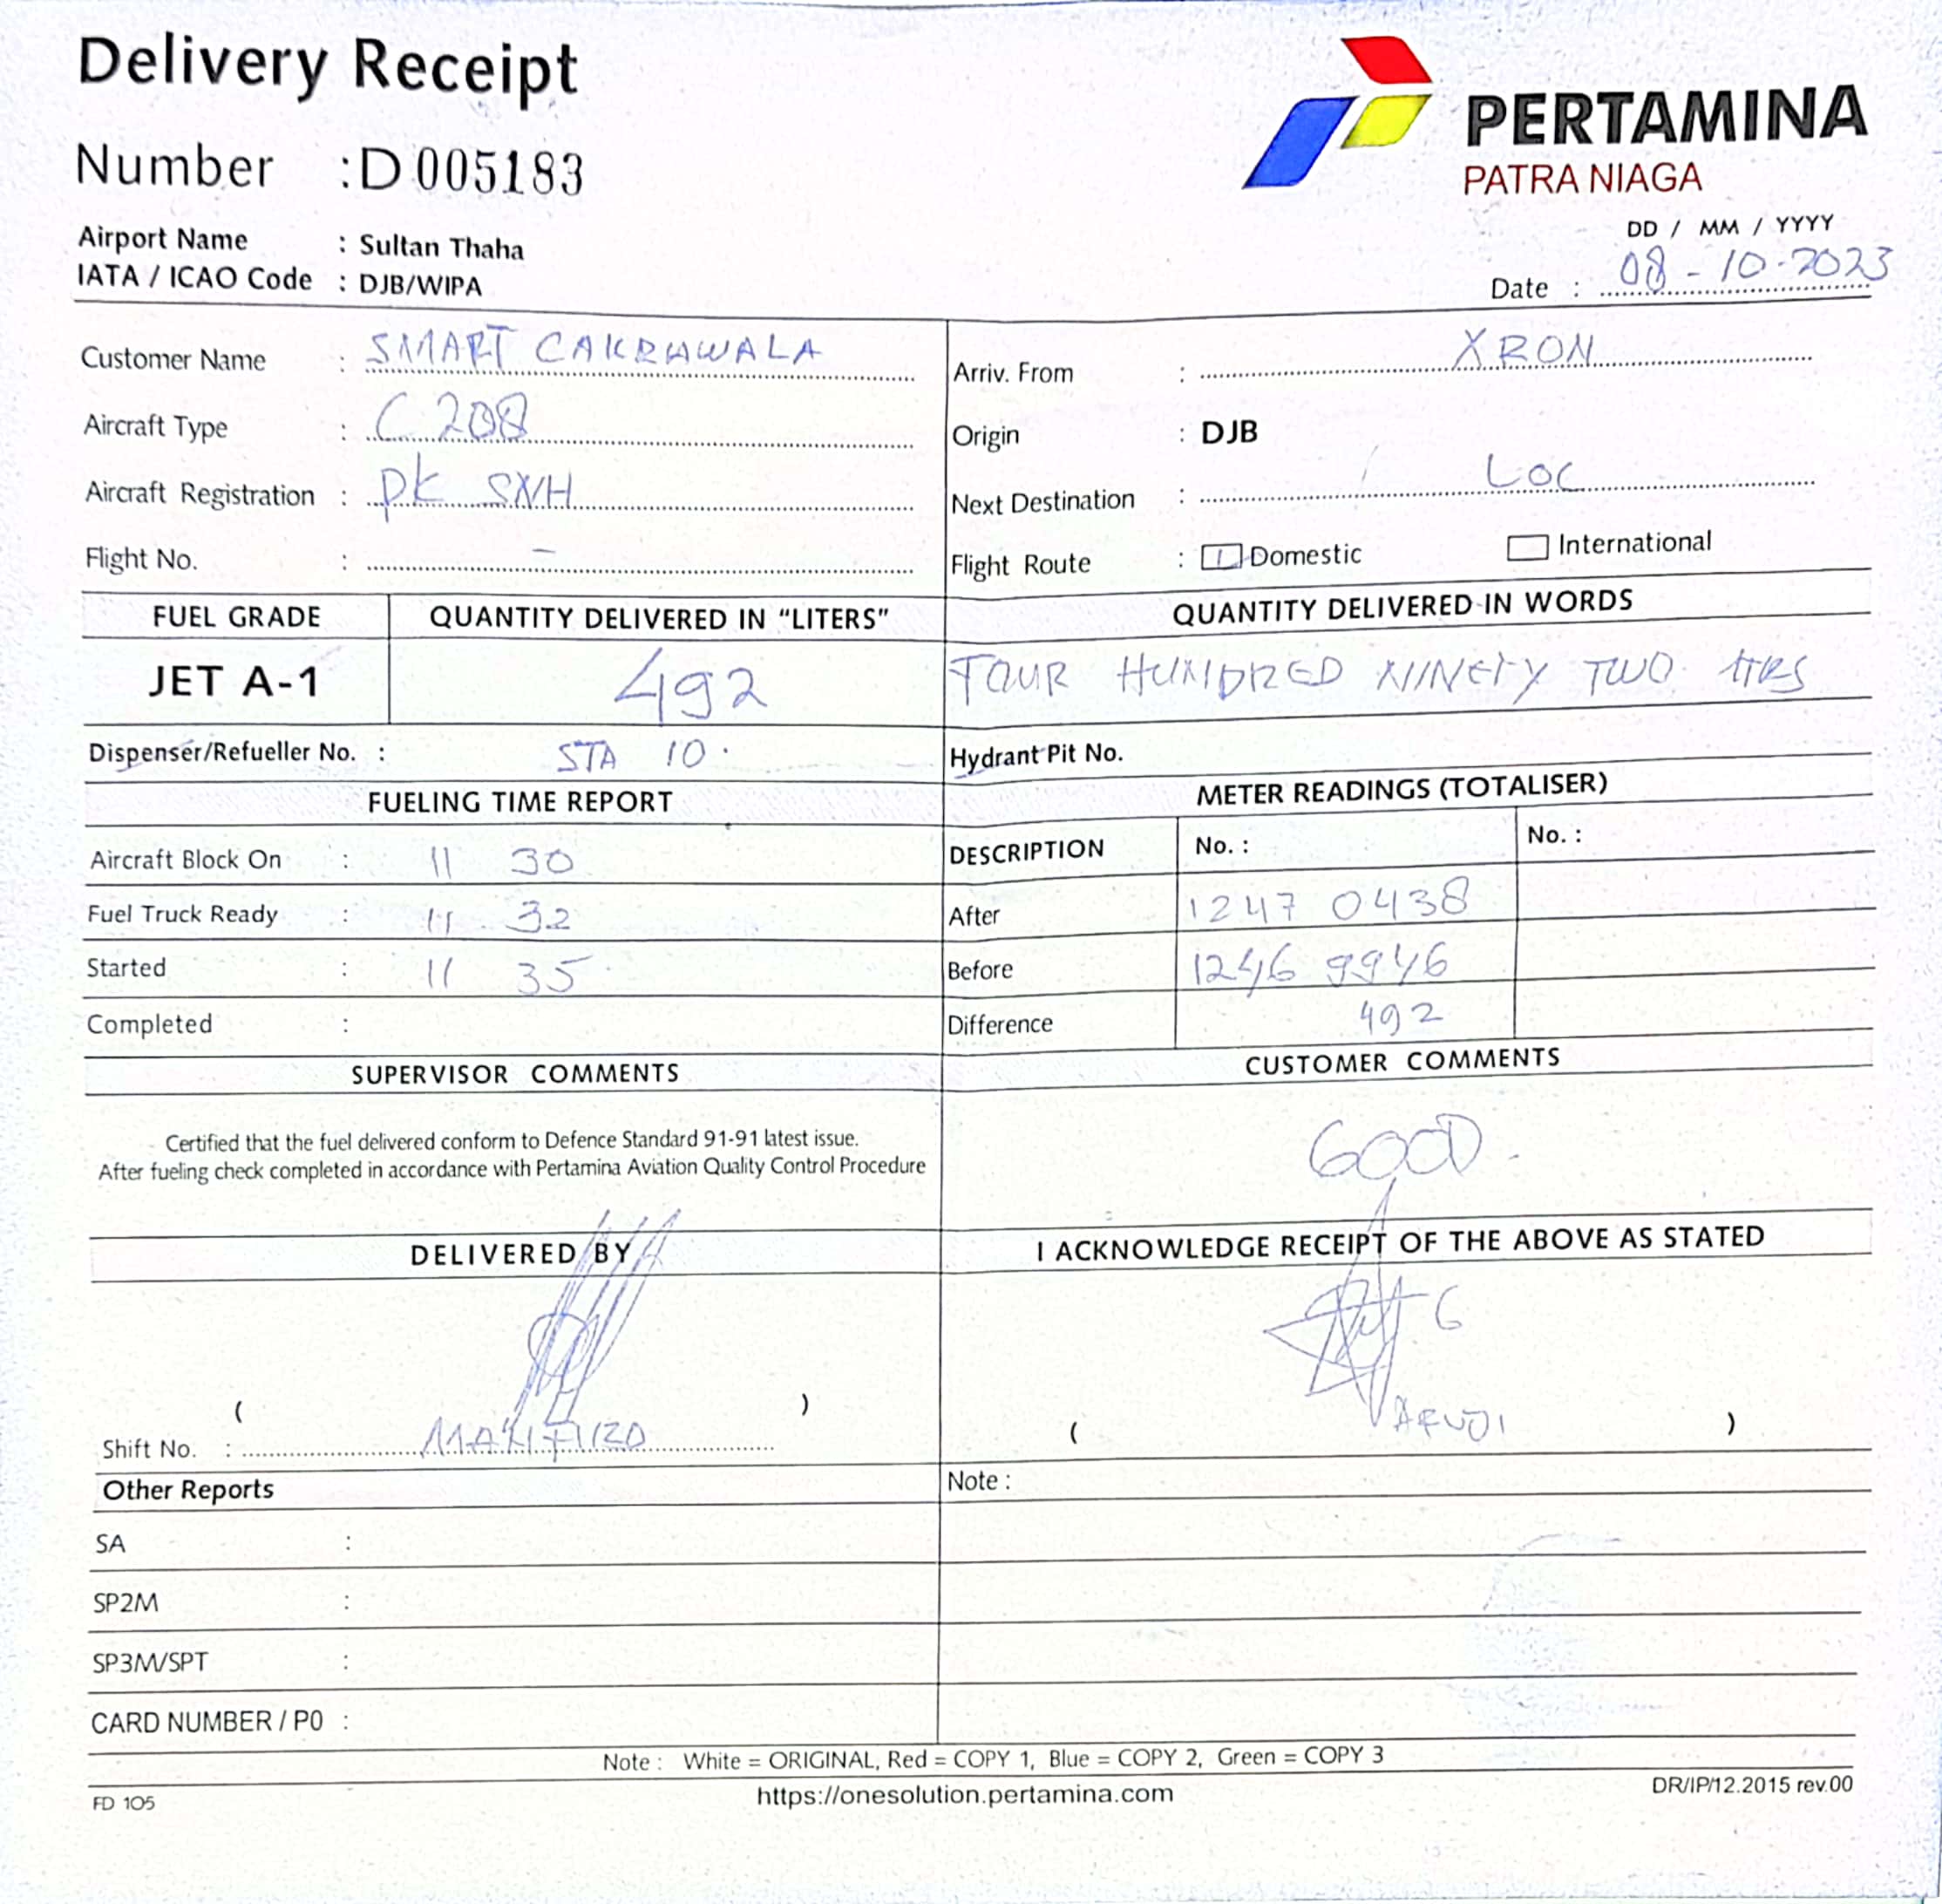 Delivery Receipt
PERTAMINA
PATRA NIAGA
Number : D 005183
Airport Name : Sultan Thaha
IATA / ICAO Code : DJB/WIPA
DD / MM / YYYY
Date : 08-10-2023
Customer Name : SMART CAKRAWALA
Arriv. From : XRON
Aircraft Type : C 208
Origin : DJB
Aircraft Registration : PK SNH
Next Destination : LOC
Flight No. : –
Flight Route : Domestic International
FUEL GRADE QUANTITY DELIVERED IN "LITERS" QUANTITY DELIVERED IN WORDS
JET A-1 492 FOUR HUNDRED NINETY TWO LTRS
Dispenser/Refueller No. : STA 10. Hydrant Pit No.
FUELING TIME REPORT METER READINGS (TOTALISER)
DESCRIPTION No. : No. :
Aircraft Block On : 11 30
Fuel Truck Ready : 11 32
After 1247 0438
Started : 11 35
Before 1246 9946
Completed :
Difference 492
SUPERVISOR COMMENTS CUSTOMER COMMENTS
Certified that the fuel delivered conform to Defence Standard 91-91 latest issue.
After fueling check completed in accordance with Pertamina Aviation Quality Control Procedure
GOOD.
DELIVERED BY I ACKNOWLEDGE RECEIPT OF THE ABOVE AS STATED
( )
Shift No. :
( )
Other Reports Note :
SA :
SP2M :
SP3M/SPT :
CARD NUMBER / PO :
Note : White = ORIGINAL, Red = COPY 1, Blue = COPY 2, Green = COPY 3
FD 105 https://onesolution.pertamina.com DR/IP/12.2015 rev.00